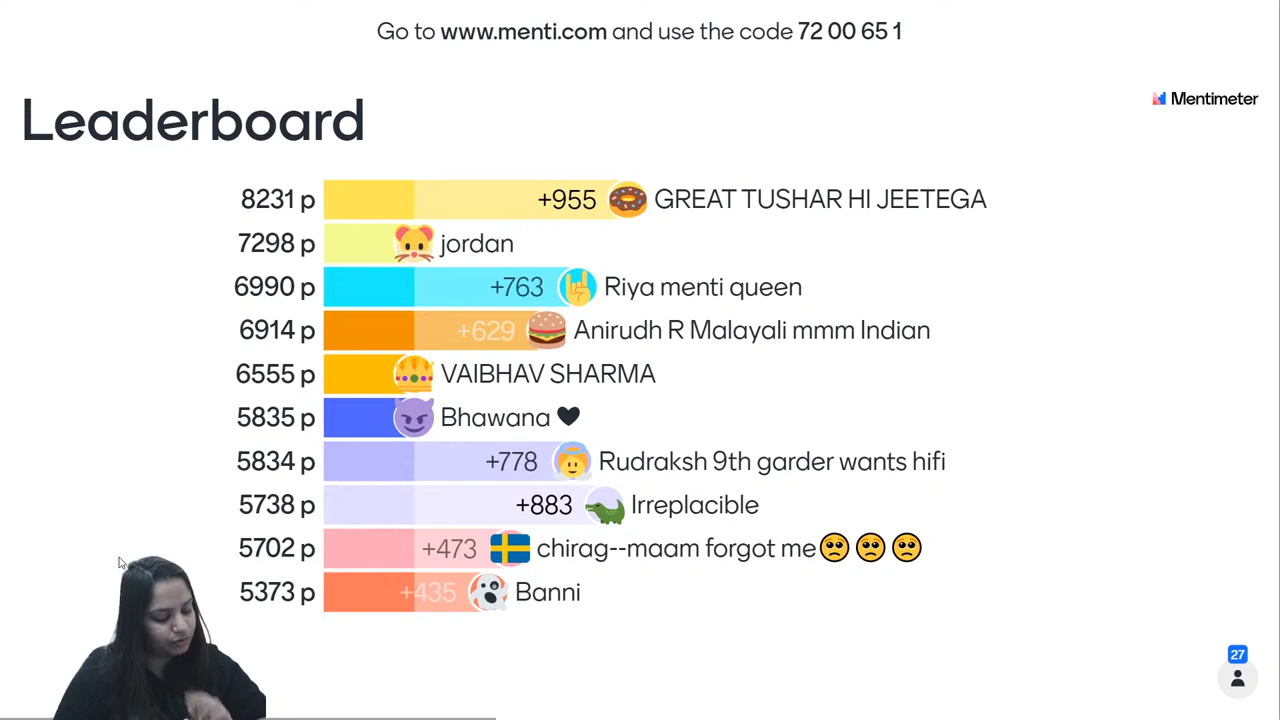 Go to www.menti.com and use the code 72 00 65 1
Leaderboard
Mentimeter
8231 p +955 GREAT TUSHAR HI JEETEGA
7298 p jordan
6990 p +763 Riya menti queen
6914 p +629 Anirudh R Malayali mmm Indian
6555 p VAIBHAV SHARMA
5835 p Bhawana 🖤
5834 p +778 Rudraksh 9th garder wants hifi
5738 p +883 Irreplacible
5702 p +473 chirag--maam forgot me🥺🥺🥺
5373 p +435 Banni
27